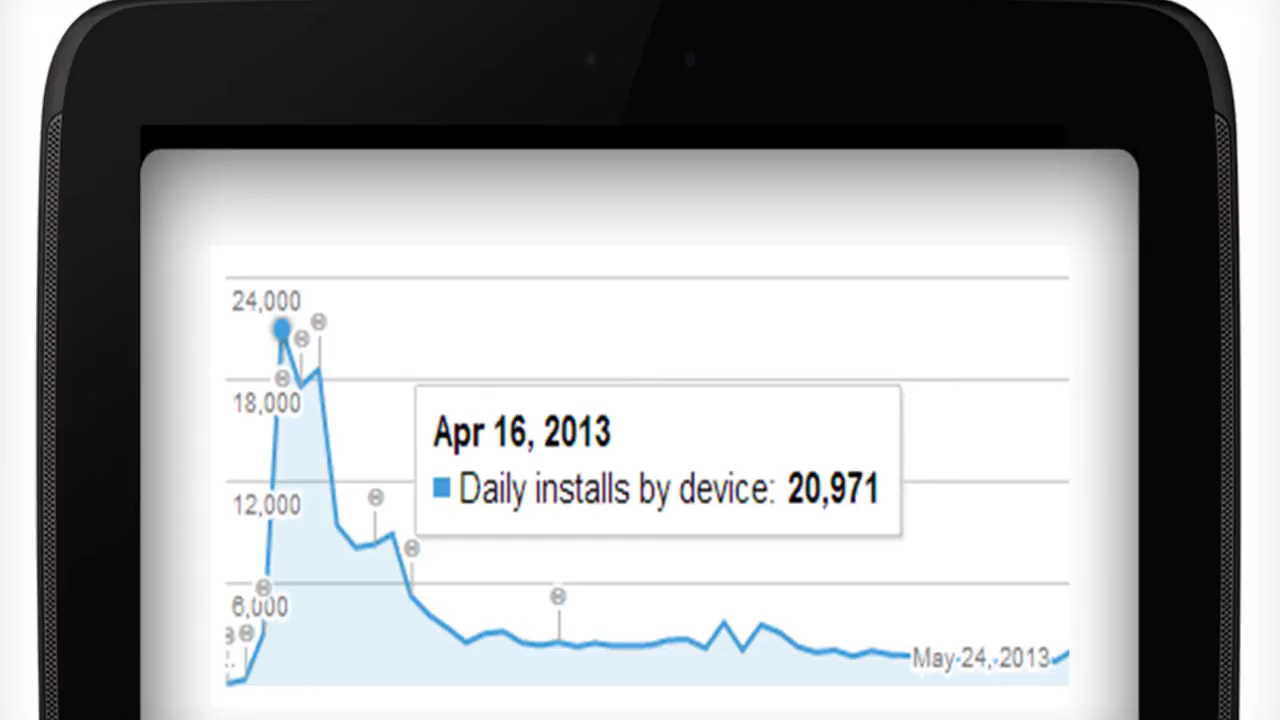 24,000
18,000
Apr 16, 2013
Daily installs by device: 20,971
12,000
6,000
May 24, 2013